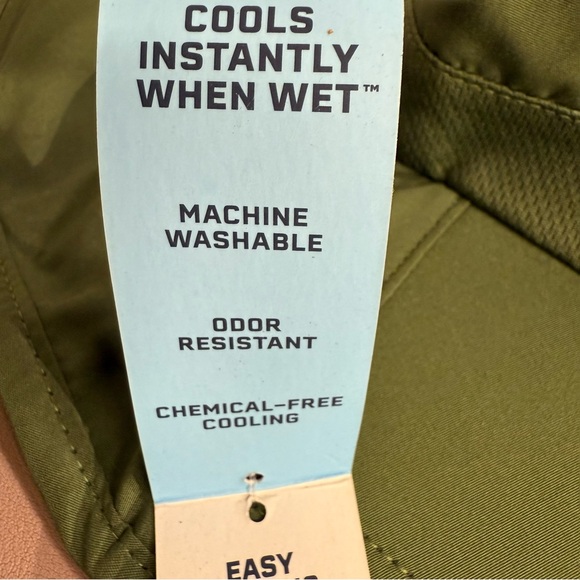 COOLS
INSTANTLY
WHEN WET™
MACHINE
WASHABLE
ODOR
RESISTANT
CHEMICAL–FREE
COOLING
EASY